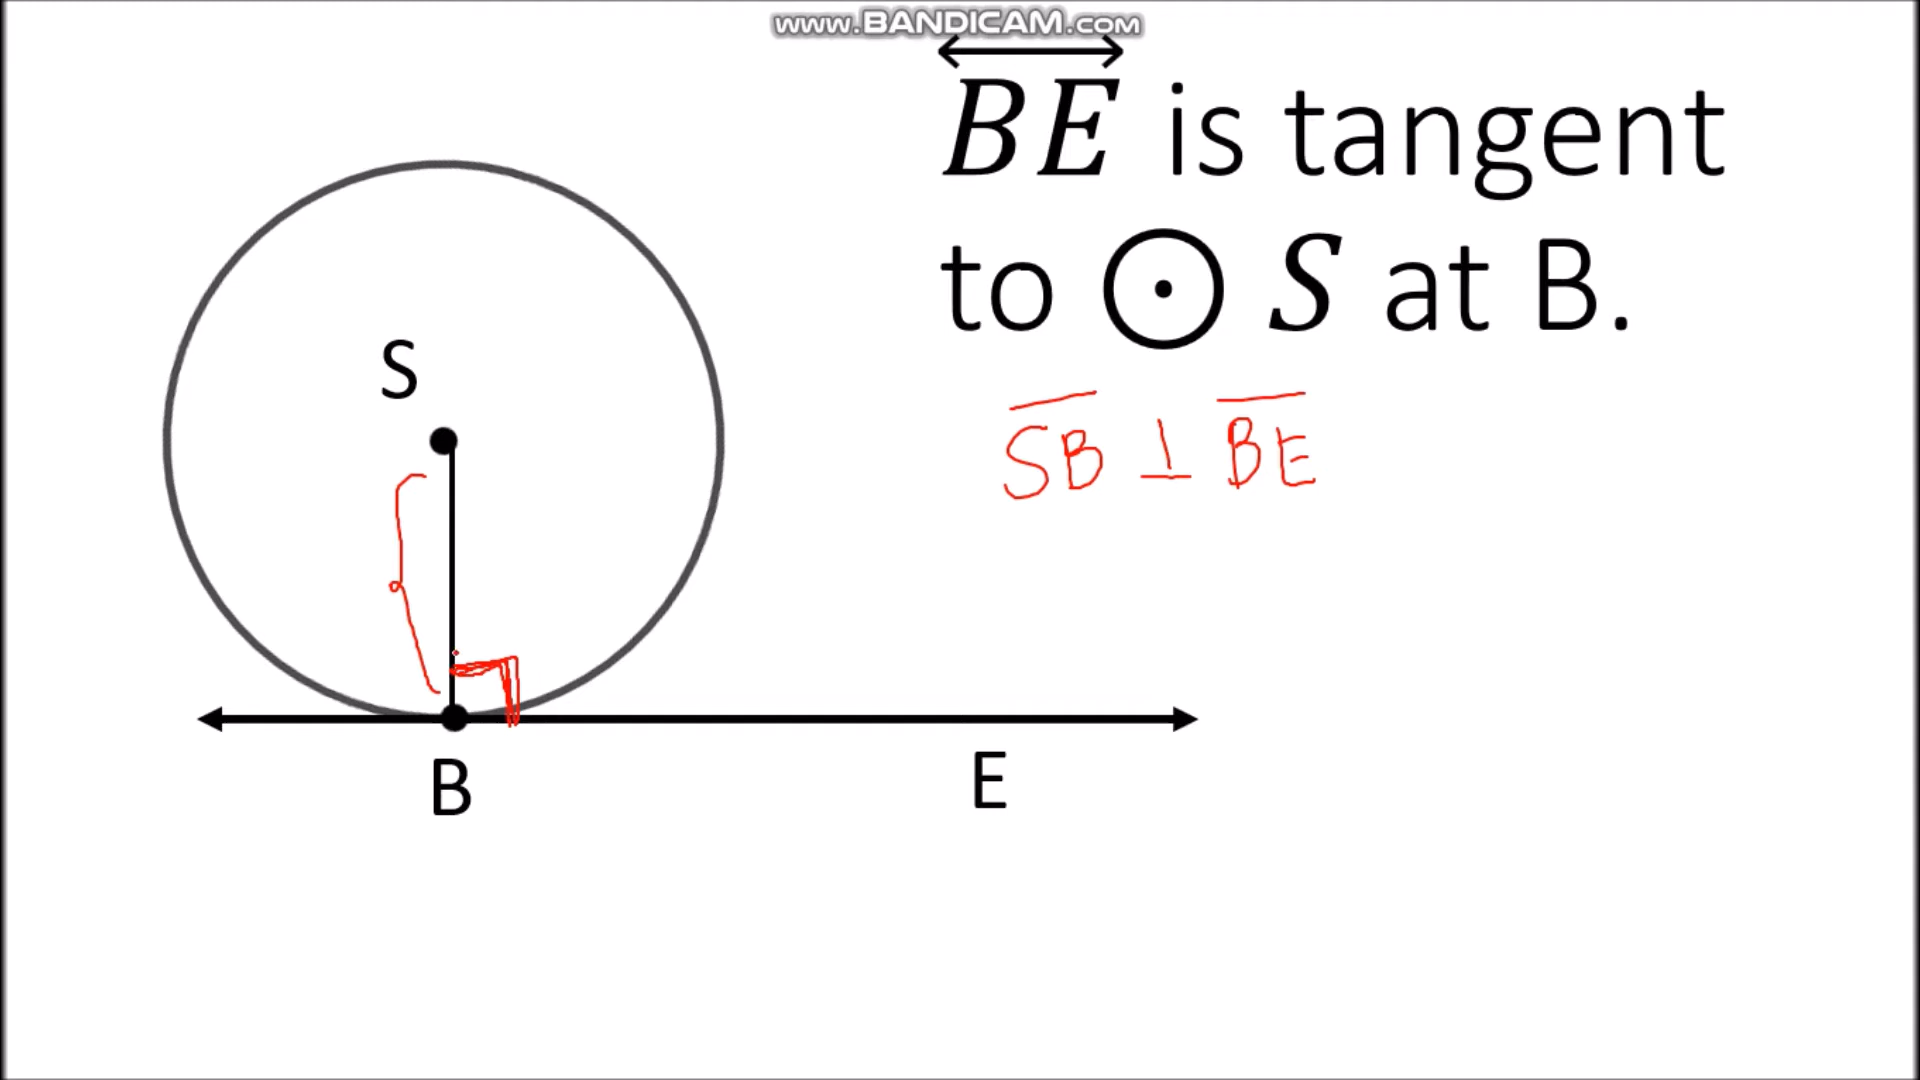 www.BANDICAM.com
BE is tangent
to ⊙ S at B.
S
SB ⊥ BE
B
E